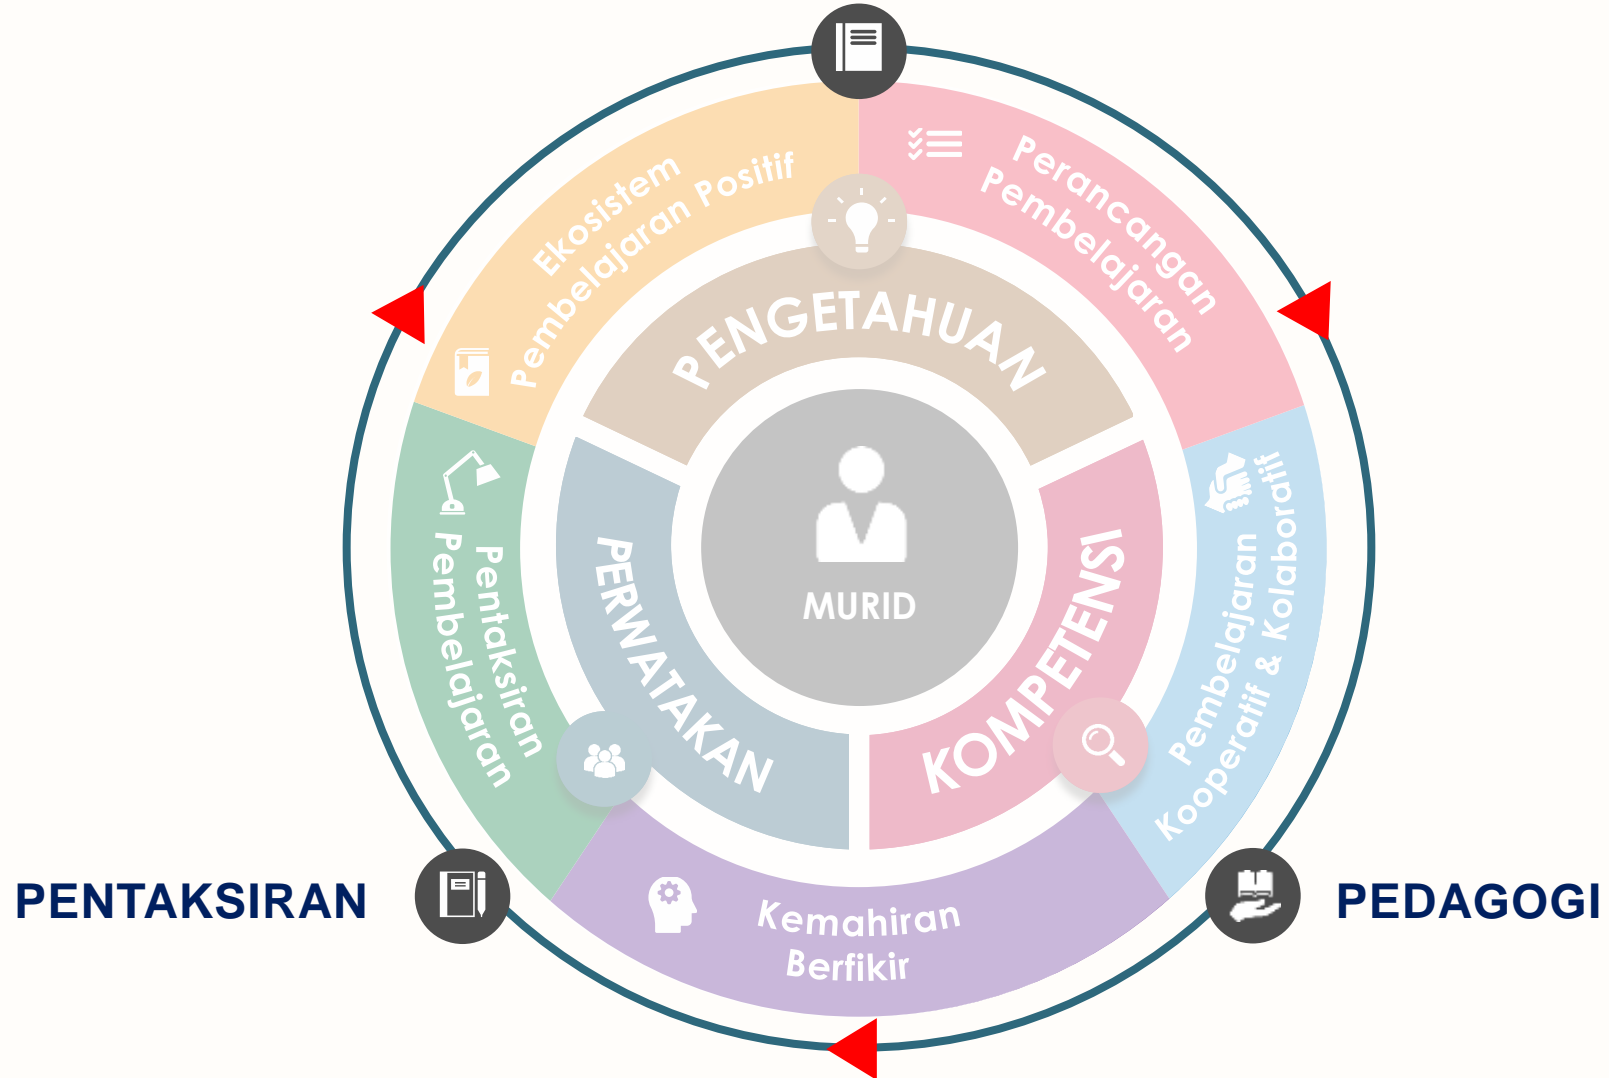 Ekosistem
Pembelajaran Positif
Perancangan
Pembelajaran
PENGETAHUAN
Pentaksiran
Pembelajaran
PERWATAKAN
MURID
KOMPETENSI
Pembelajaran
Kooperatif & Kolaboratif
PENTAKSIRAN
PEDAGOGI
Kemahiran
Berfikir